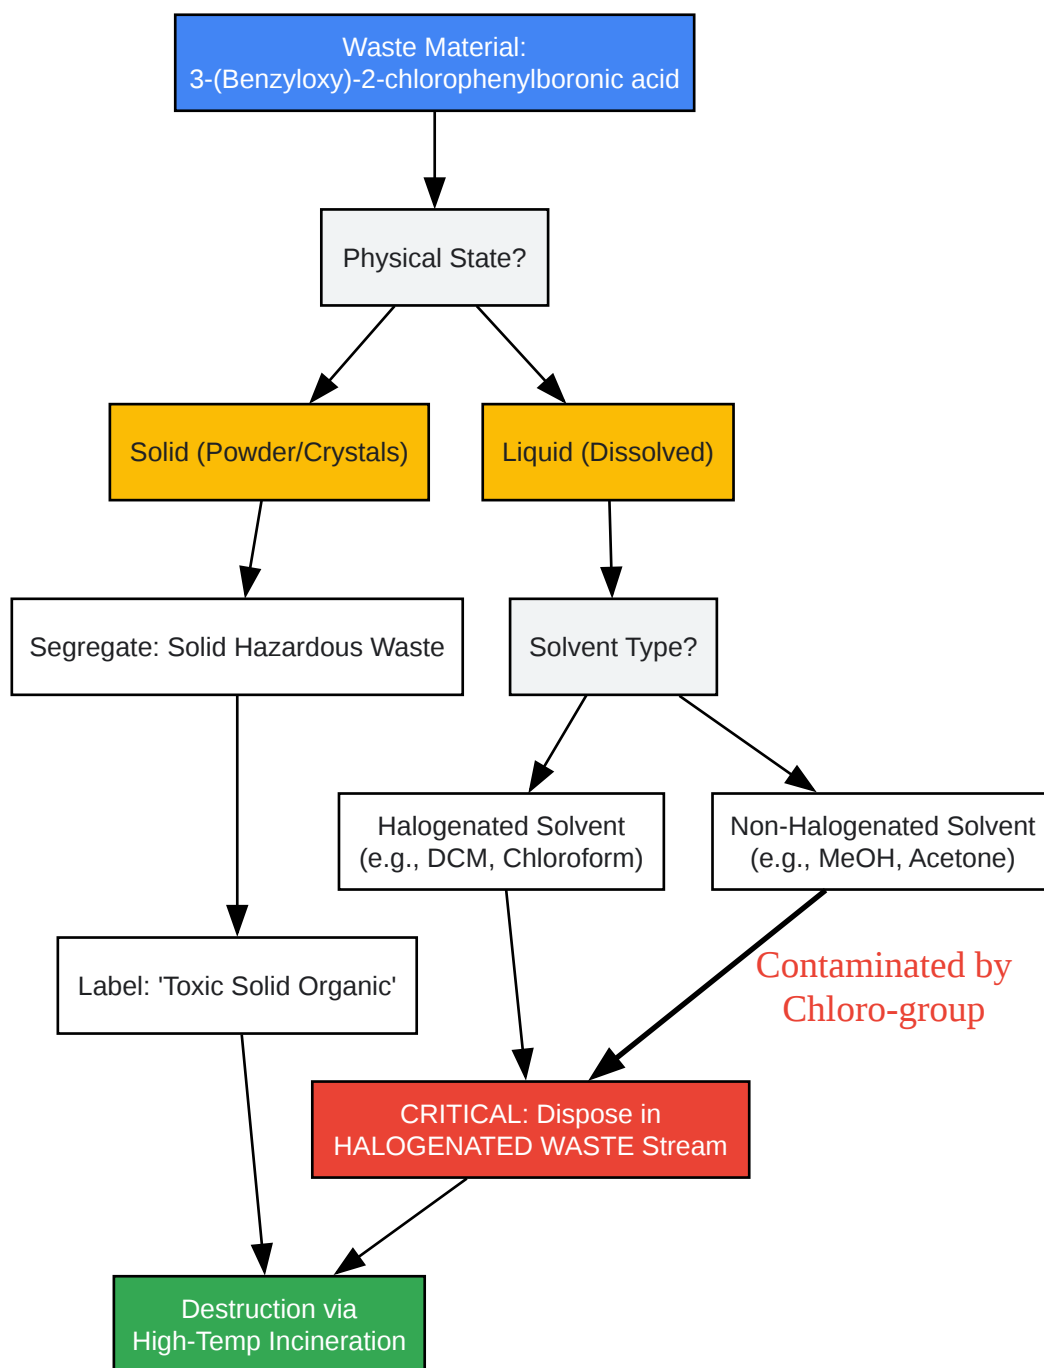 Waste Material:
3-(Benzyloxy)-2-chlorophenylboronic acid
Physical State?
Solid (Powder/Crystals)
Liquid (Dissolved)
Segregate: Solid Hazardous Waste
Solvent Type?
Halogenated Solvent
(e.g., DCM, Chloroform)
Non-Halogenated Solvent
(e.g., MeOH, Acetone)
Label: 'Toxic Solid Organic'
Contaminated by
Chloro-group
CRITICAL: Dispose in
HALOGENATED WASTE Stream
Destruction via
High-Temp Incineration